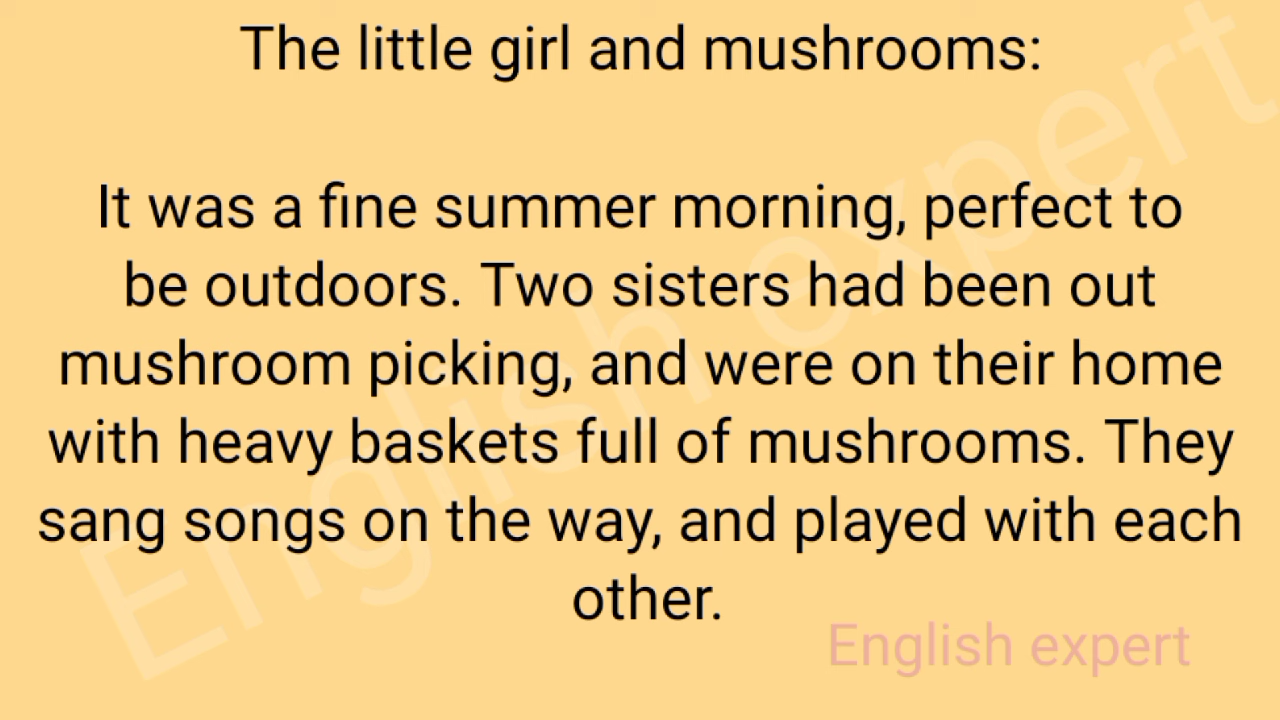 The little girl and mushrooms:
It was a fine summer morning, perfect to
be outdoors. Two sisters had been out
mushroom picking, and were on their home
with heavy baskets full of mushrooms. They
sang songs on the way, and played with each
other.
English expert
English expert